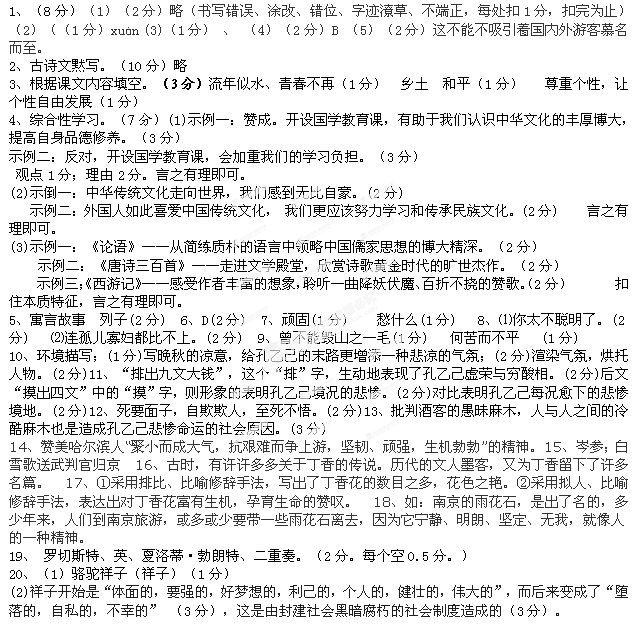 1、（8分）（1）（2分）略（书写错误、涂改、错位、字迹潦草、不端正，每处扣1分，扣完为止）
（2）（（1分）xuán（3）（1分） 、 （4）（2分）B （5）（2分）这不能不吸引着国内外游客慕名
而至。
2、古诗文默写。（10分）略
3、根据课文内容填空。（3分）流年似水、青春不再（1分） 乡土 和平（1分） 尊重个性，让
个性自由发展（1分）
4、综合性学习。（7分）(1)示例一：赞成。开设国学教育课，有助于我们认识中华文化的丰厚博大，
提高自身品德修养。（3分）
示例二：反对，开设国学教育课，会加重我们的学习负担。（3分）
观点1分；理由2分。言之有理即可。
(2)示倒一：中华传统文化走向世界，我们感到无比自豪。(2分)
示例二：外国人如此喜爱中国传统文化， 我们更应该努力学习和传承民族文化。(2分) 言之有
理即可。
(3)示例一：《论语》——从简练质朴的语言中领略中国儒家思想的博大精深。（2分）
示例二：《唐诗三百首》——走进文学殿堂，欣赏诗歌黄金时代的旷世杰作。（2分）
示例三;《西游记》——感受作者丰富的想象，聆听一曲降妖伏魔、百折不挠的赞歌。(2分) 扣
住本质特征，言之有理即可。
5、寓言故事 列子(2分) 6、D(2分) 7、顽固(1分) 愁什么(1分) 8、⑴你太不聪明了。(2
分) ⑵连孤儿寡妇都比不上。(2分) 9、曾不能毁山之一毛(1分) 何苦而不平 (1分)
10、环境描写；(1分)写晚秋的凉意，给孔乙己的末路更增添一种悲凉的气氛；(2分)渲染气氛，烘托
人物。(2分)11、“排出九文大钱”，这个“排”字，生动地表现了孔乙己虚荣与穷酸相。(2分)后文
“摸出四文”中的“摸”字，则形象的表明孔乙己境况的悲惨。(2分)对比表明孔乙己每况愈下的悲惨
境地。(2分)12、死要面子，自欺欺人，至死不悟。(2分)13、批判酒客的愚昧麻木，人与人之间的冷
酷麻木也是造成孔乙己悲惨命运的社会原因。(3分)
14、赞美哈尔滨人“聚小而成大气，抗艰难而争上游，坚韧、顽强，生机勃勃”的精神。15、岑参；白
雪歌送武判官归京 16、古时，有许许多多关于丁香的传说。历代的文人墨客，又为丁香留下了许多
名篇。 17、①采用排比、比喻修辞手法，写出了丁香花的数目之多，花色之艳。②采用拟人、比喻
修辞手法，表达出对丁香花富有生机，孕育生命的赞叹。 18、如：南京的雨花石，是出了名的，多
少年来，人们到南京旅游，或多或少要带一些雨花石离去，因为它宁静、明朗、坚定、无我，就像人
的一种精神。
19、 罗切斯特、英、夏洛蒂·勃朗特、二重奏。（2分。每个空0.5分。）
20、（1）骆驼祥子（祥子）（1分）
(2)祥子开始是“体面的，要强的，好梦想的，利己的，个人的，健壮的，伟大的”，而后来变成了“堕
落的，自私的，不幸的” （3分），这是由封建社会黑暗腐朽的社会制度造成的（3分）。